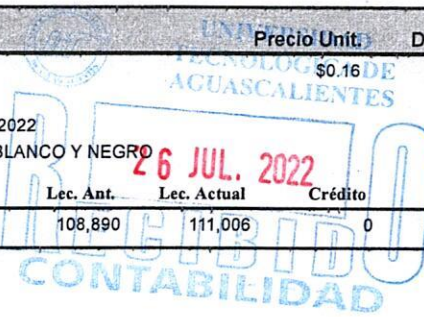 Precio Unit. D
UNIVERSIDAD
TECNOLOGICA DE
$0.16
AGUASCALIENTES
2022
BLANCO Y NEGRO
26 JUL. 2022
Lec. Ant. Lec. Actual Crédito
108,890 111,006 0
RECIBIDO
CONTABILIDAD